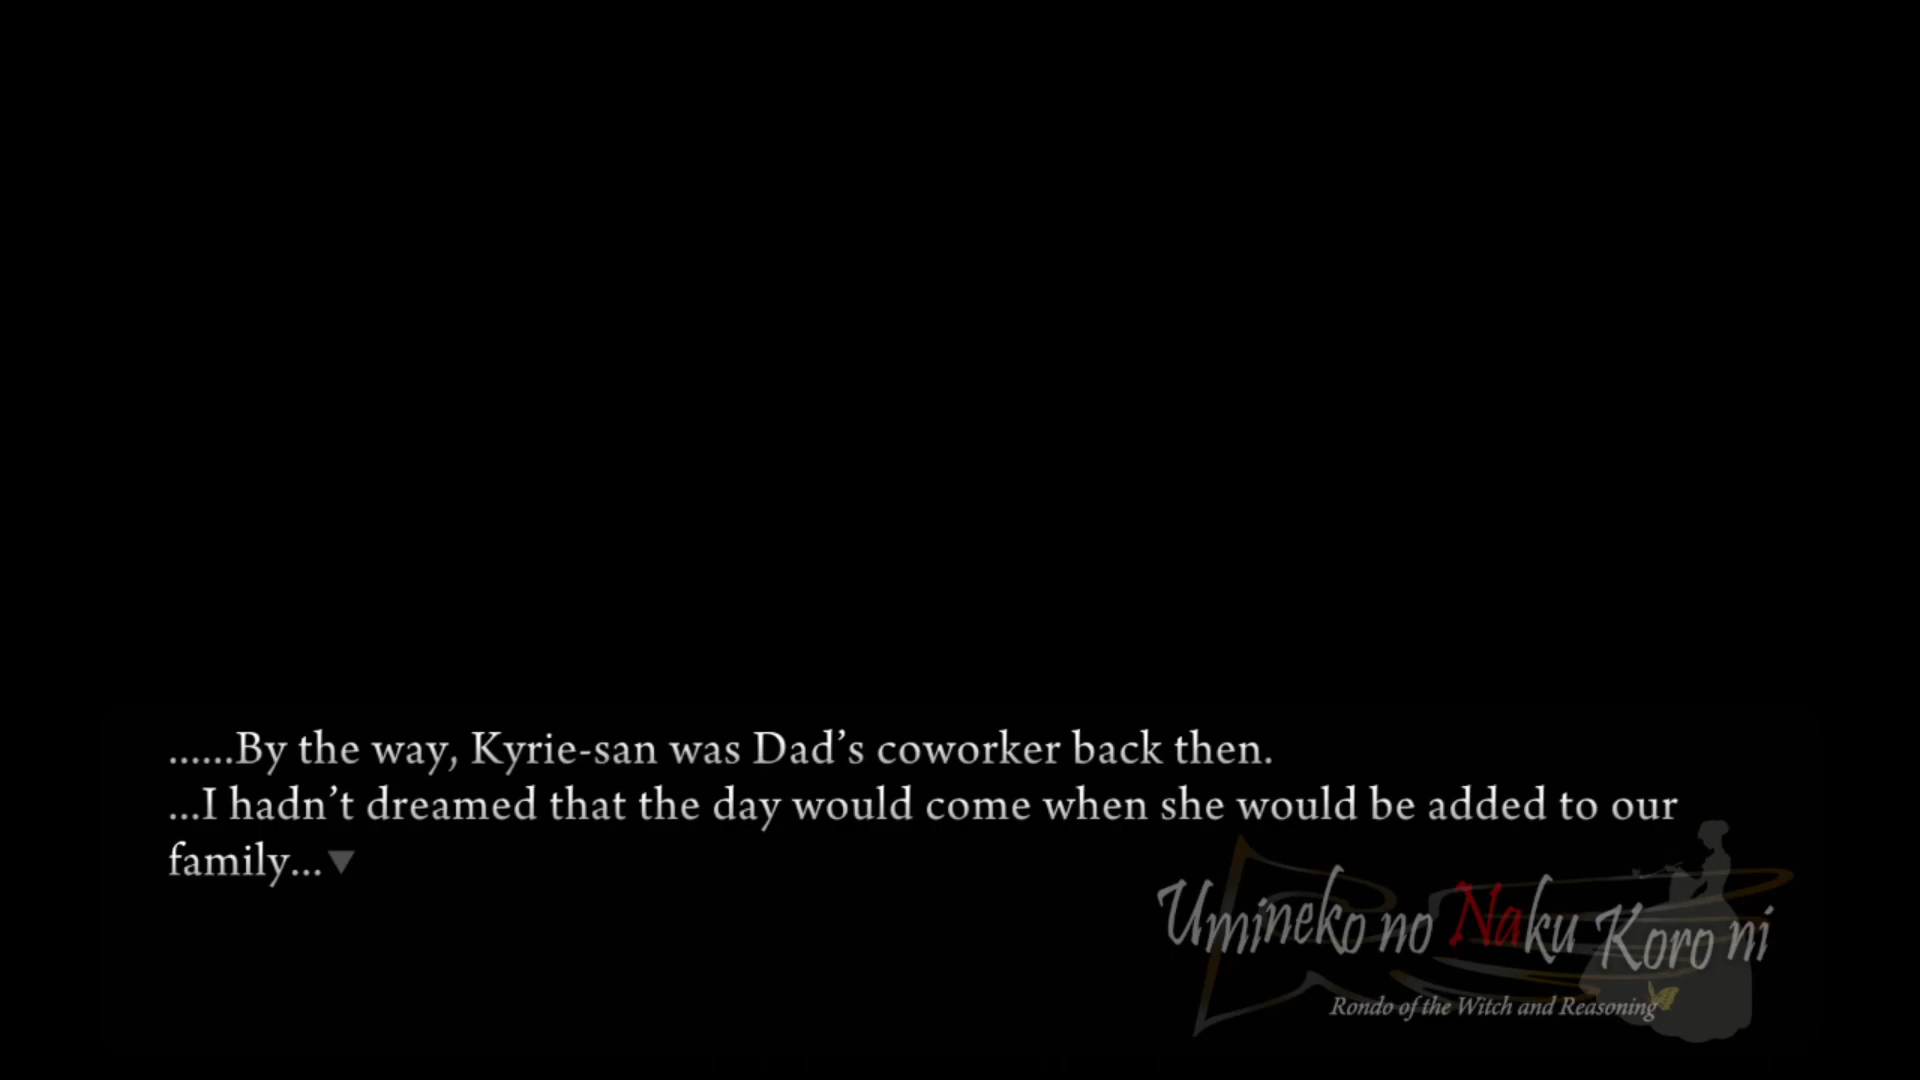 ......By the way, Kyrie-san was Dad’s coworker back then.
...I hadn’t dreamed that the day would come when she would be added to our
family...
Umineko no Naku Koro ni
Rondo of the Witch and Reasoning